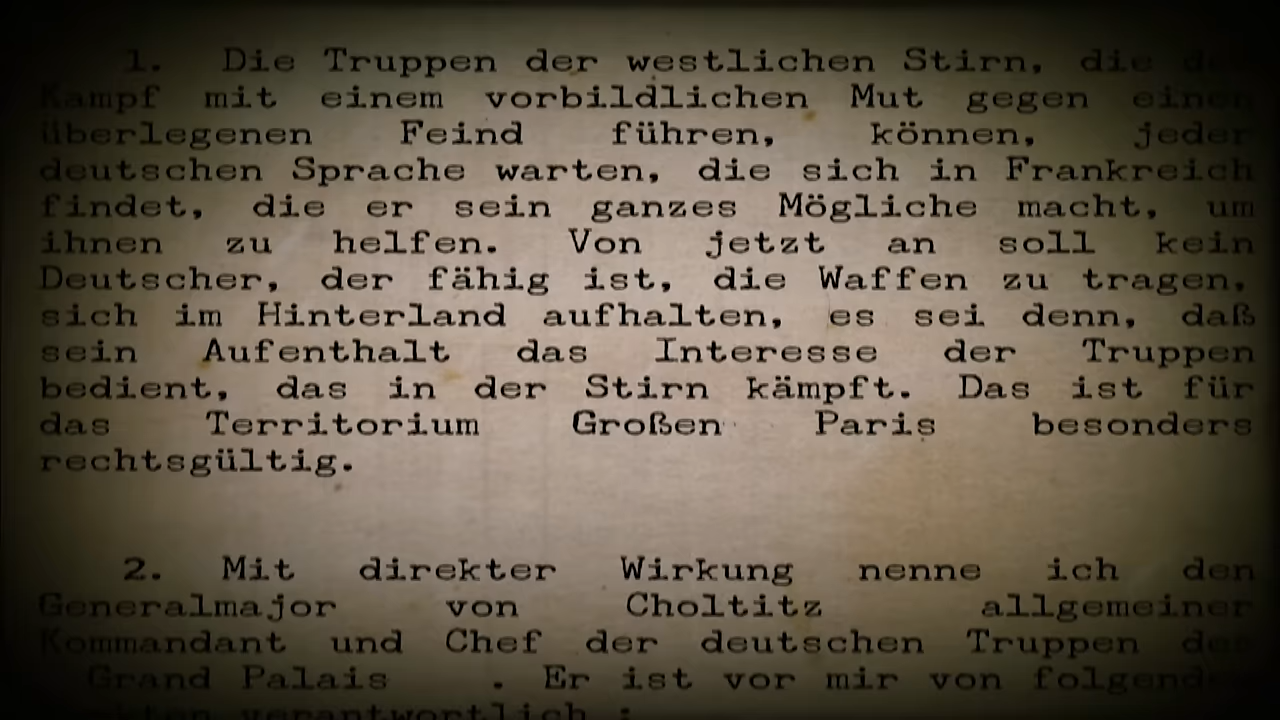 1. Die Truppen der westlichen Stirn, die
Kampf mit einem vorbildlichen Mut gegen einen
überlegenen Feind führen, können, jeder
deutschen Sprache warten, die sich in Frankreich
findet, die er sein ganzes Mögliche macht, um
ihnen zu helfen. Von jetzt an soll kein
Deutscher, der fähig ist, die Waffen zu tragen,
sich im Hinterland aufhalten, es sei denn, daß
sein Aufenthalt das Interesse der Truppen
bedient, das in der Stirn kämpft. Das ist für
das Territorium Großen Paris besonders
rechtsgültig.
2. Mit direkter Wirkung nenne ich den
Generalmajor von Choltitz allgemeiner
Kommandant und Chef der deutschen Truppen
Grand Palais . Er ist vor mir von
verantwortlich :